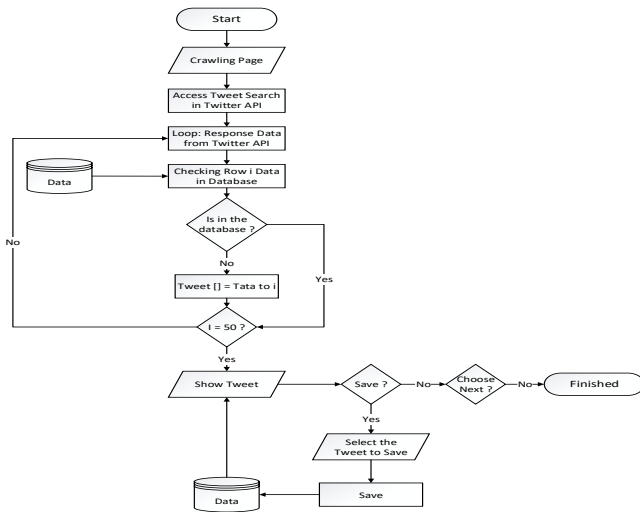 Start
Crawling Page
Access Tweet Search
in Twitter API
Loop: Response Data
from Twitter API
Data
Checking Row i Data
in Database
Is in the
database ?
No
No
Yes
Tweet [] = Tata to i
I = 50 ?
Yes
Show Tweet
Save ?
No
Choose
Next ?
No
Finished
Yes
Select the
Tweet to Save
Save
Data